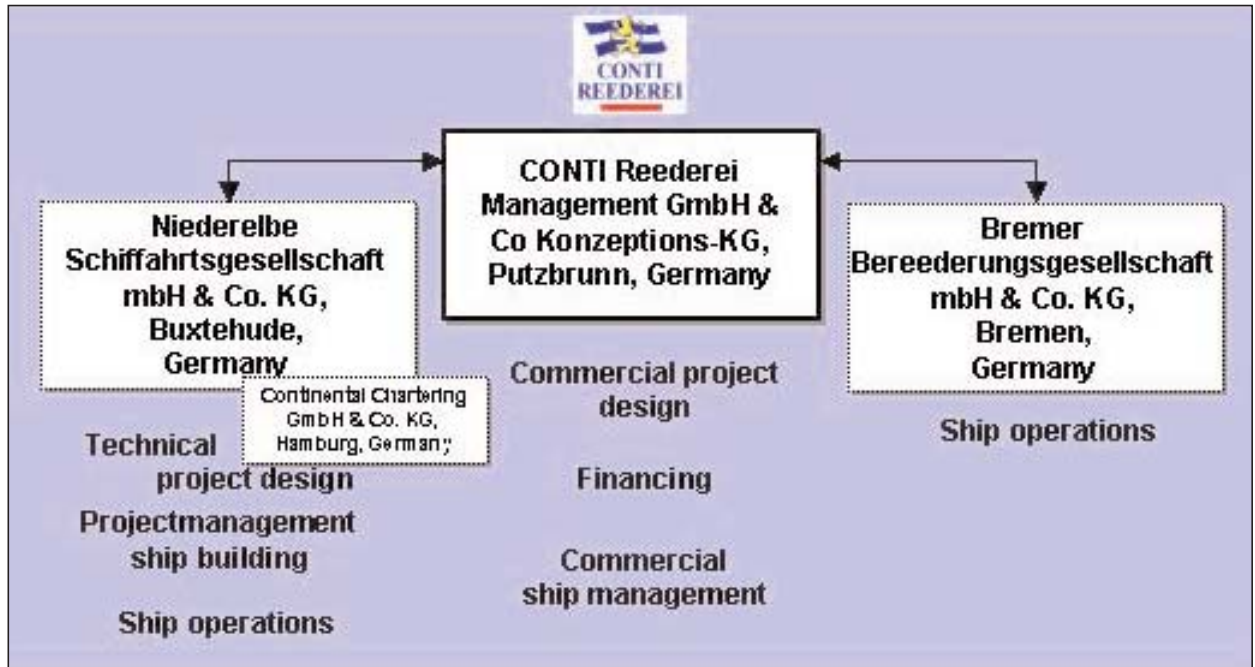 CONTI
REEDEREI
CONTI Reederei
Management GmbH &
Co Konzeptions-KG,
Putzbrunn, Germany
Niederelbe
Schiffahrtsgesellschaft
mbH & Co. KG,
Buxtehude,
Germany
Continental Chartering
GmbH & Co. KG,
Hamburg, Germany
Technical
project design
Projectmanagement
ship building
Ship operations
Commercial project
design
Financing
Commercial
ship management
Bremer
Bereederungsgesellschaft
mbH & Co. KG,
Bremen,
Germany
Ship operations